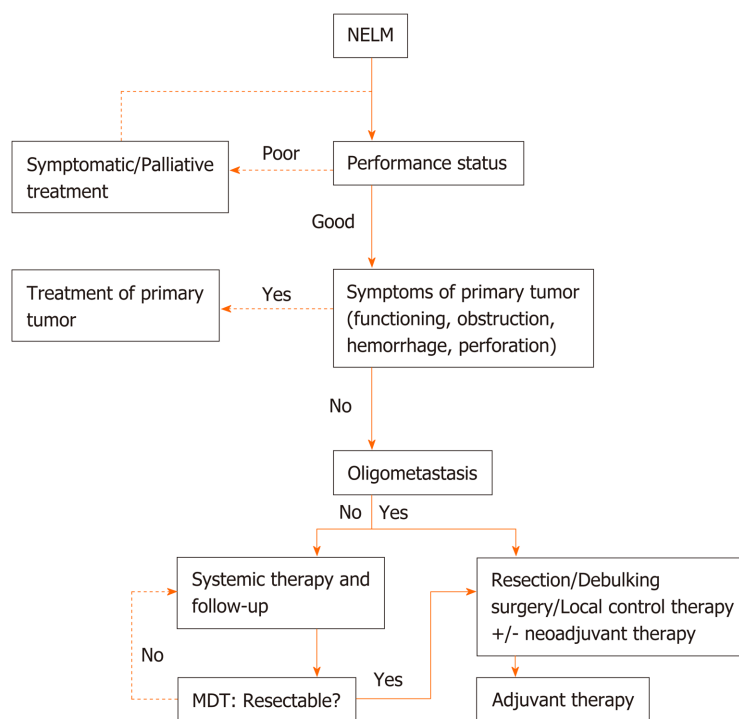 NELM
Symptomatic/Palliative
treatment
Poor
Performance status
Good
Treatment of primary
tumor
Yes
Symptoms of primary tumor
(functioning, obstruction,
hemorrhage, perforation)
No
Oligometastasis
No
Yes
Systemic therapy and
follow-up
Resection/Debulking
surgery/Local control therapy
+/- neoadjuvant therapy
No
MDT: Resectable?
Yes
Adjuvant therapy